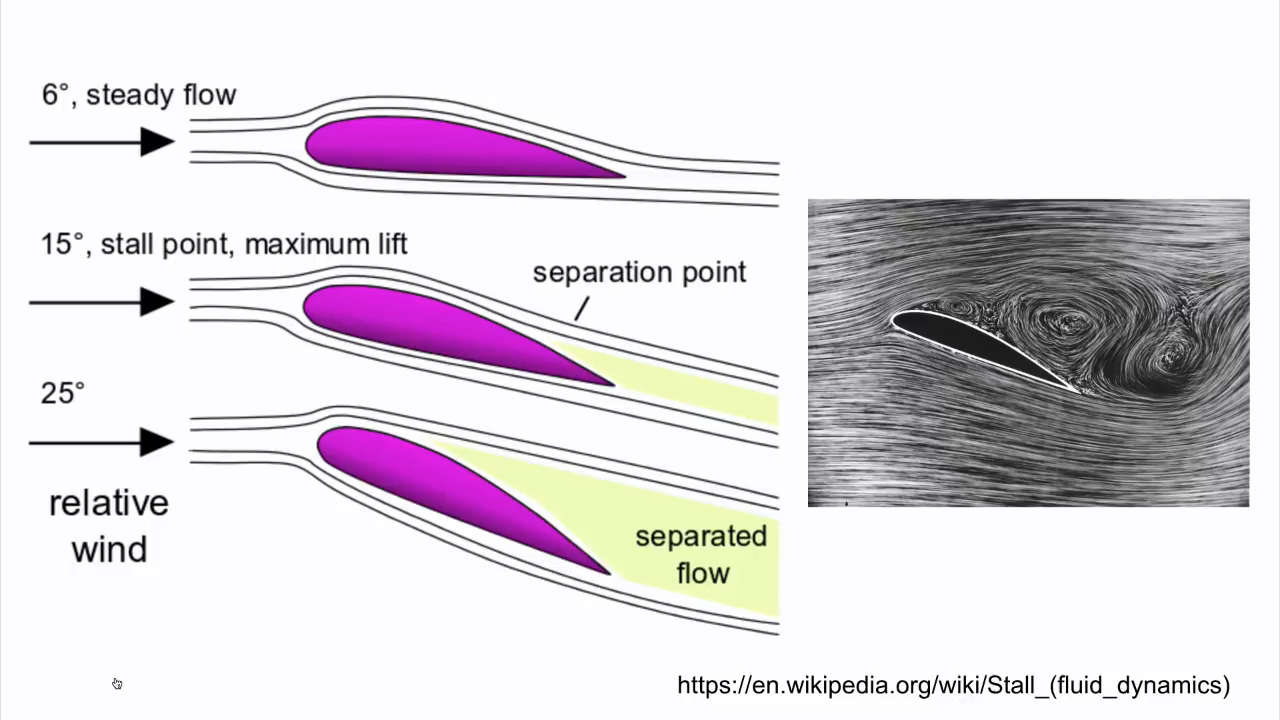 6°, steady flow
15°, stall point, maximum lift
separation point
25°
relative
wind
separated
flow
https://en.wikipedia.org/wiki/Stall_(fluid_dynamics)